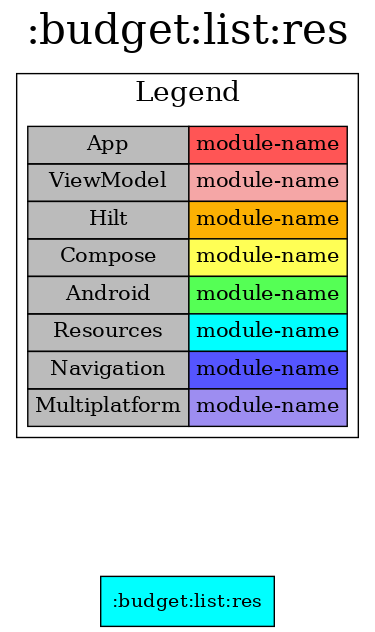 :budget:list:res
Legend
App module-name
ViewModel module-name
Hilt module-name
Compose module-name
Android module-name
Resources module-name
Navigation module-name
Multiplatform module-name
:budget:list:res